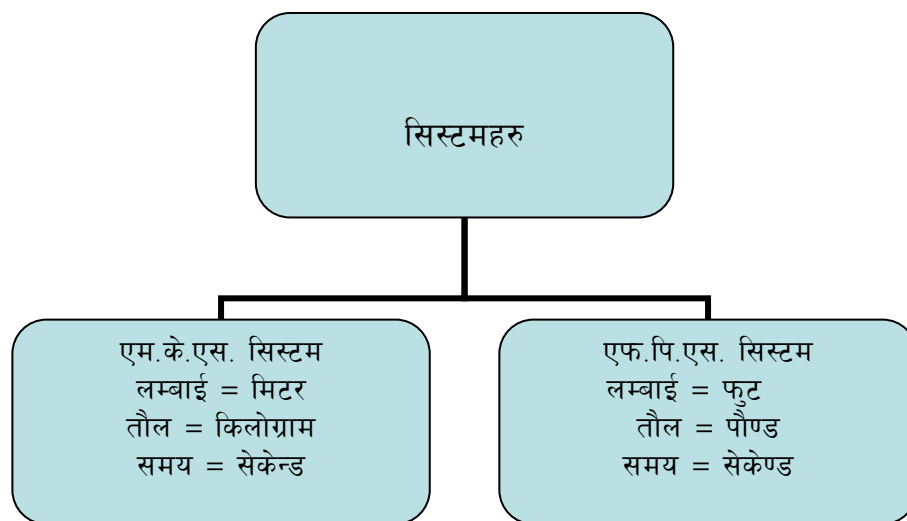 सिस्टमहरु
एम.के.एस. सिस्टम
लम्बाई = मिटर
तौल = किलोग्राम
समय = सेकेन्ड
एफ.पि.एस. सिस्टम
लम्बाई = फुट
तौल = पौण्ड
समय = सेकेण्ड